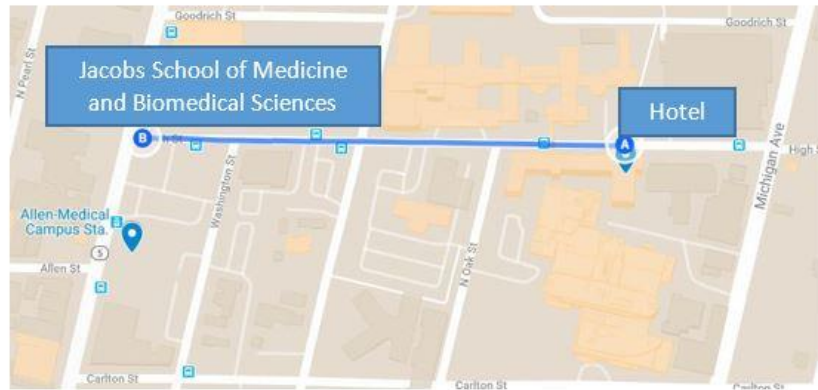 Goodrich St
Goodrich St
N Pearl St
Jacobs School of Medicine
and Biomedical Sciences
Hotel
B
A
High S
Michigan Ave
Washington St
Allen-Medical
Campus Sta.
5
Allen St
N Oak St
Carlton St
Carlton St